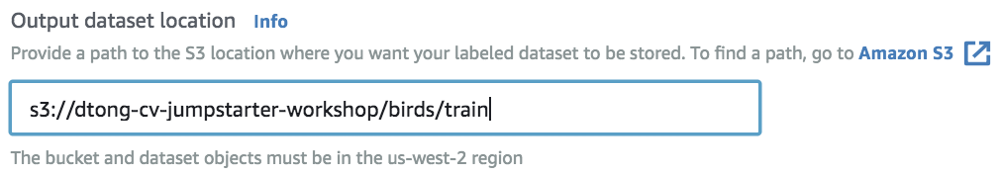 Output dataset location Info
Provide a path to the S3 location where you want your labeled dataset to be stored. To find a path, go to Amazon S3
s3://dtong-cv-jumpstarter-workshop/birds/train
The bucket and dataset objects must be in the us-west-2 region